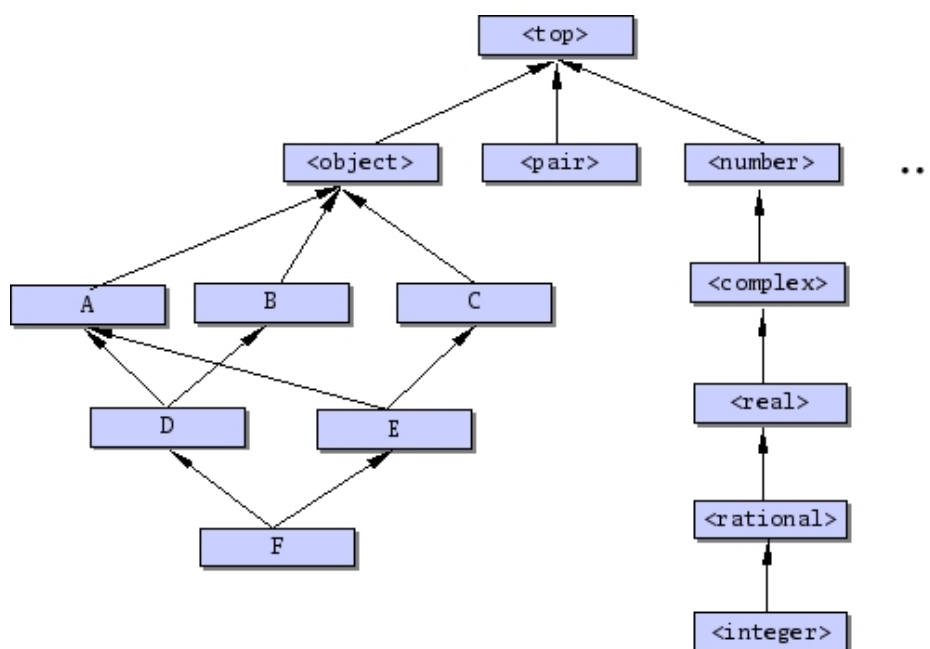 <top>
<object>
<pair>
<number>
..
A
B
C
<complex>
<real>
D
E
<rational>
F
<integer>